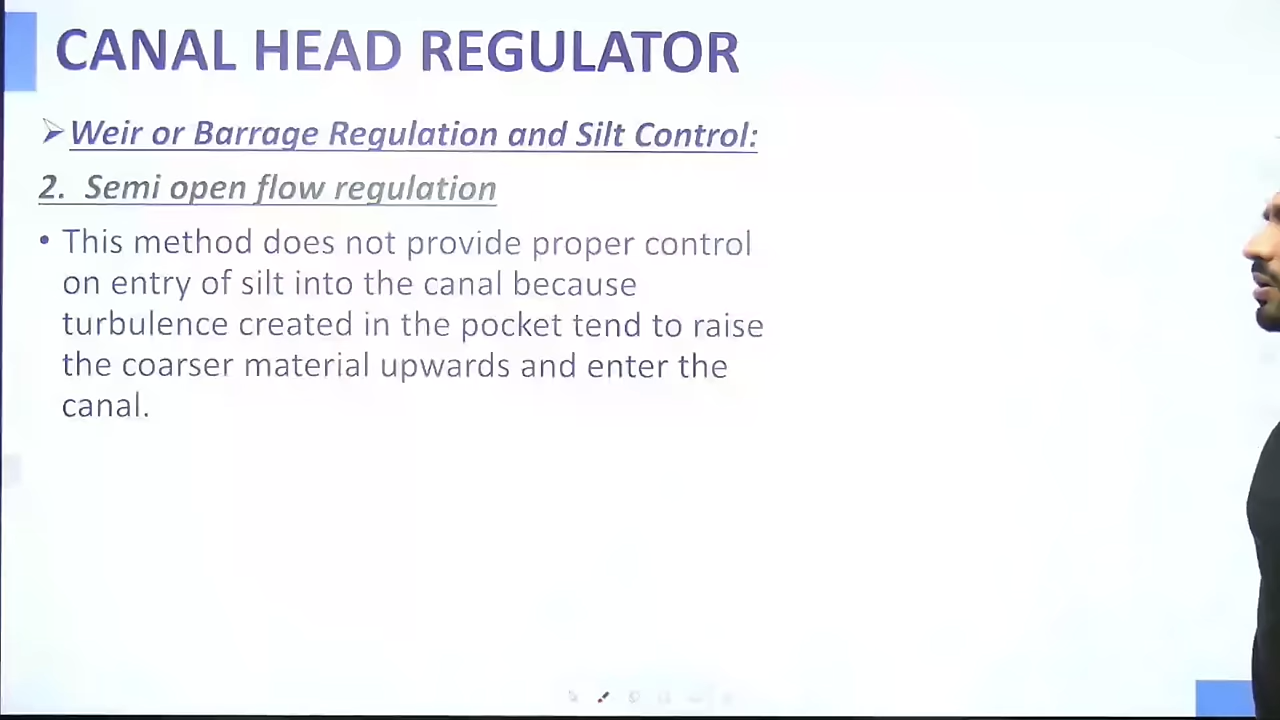 CANAL HEAD REGULATOR
➢Weir or Barrage Regulation and Silt Control:
2. Semi open flow regulation
• This method does not provide proper control
on entry of silt into the canal because
turbulence created in the pocket tend to raise
the coarser material upwards and enter the
canal.